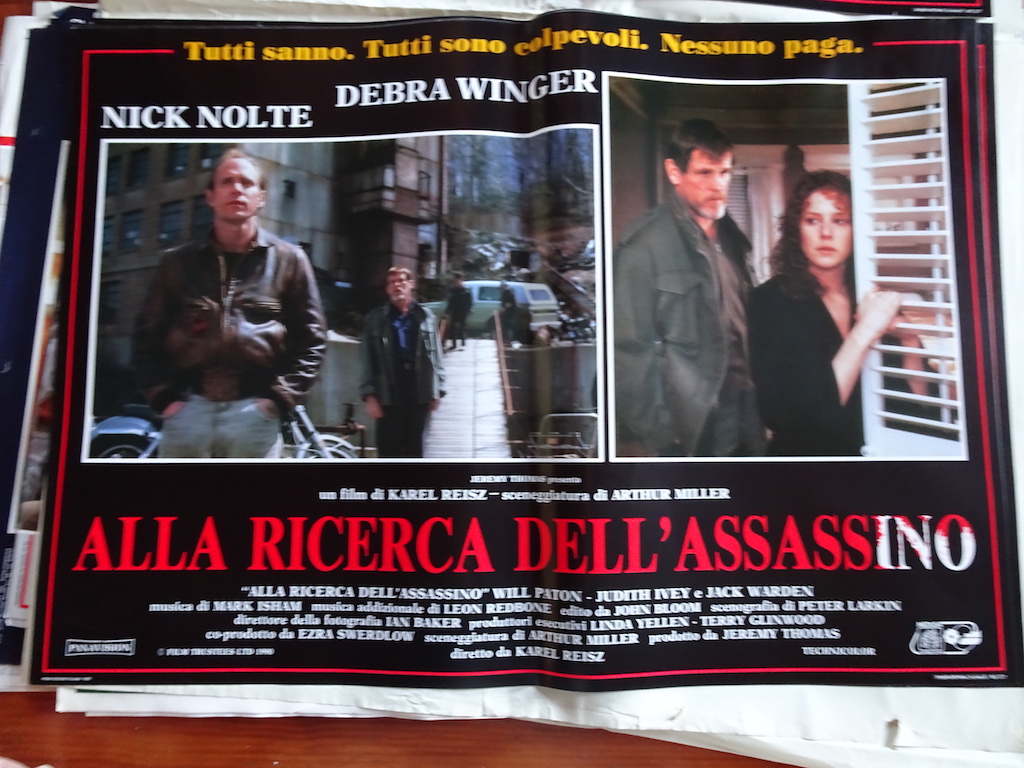 Tutti sanno. Tutti sono colpevoli. Nessuno paga.
NICK NOLTE
DEBRA WINGER
JEREMY THOMAS presenta
un film di KAREL REISZ – sceneggiatura di ARTHUR MILLER
ALLA RICERCA DELL'ASSASSINO
"ALLA RICERCA DELL'ASSASSINO" WILL PATON - JUDITH IVEY e JACK WARDEN
musica di MARK ISHAM musica addizionale di LEON REDBONE edito da JOHN BLOOM scenografia di PETER LARKIN
direttore della fotografia IAN BAKER produttori esecutivi LINDA YELLEN - TERRY GLINWOOD
co-prodotto da EZRA SWERDLOW sceneggiatura di ARTHUR MILLER prodotto da JEREMY THOMAS
diretto da KAREL REISZ
PANAVISION
© FILM TRUSTEES LTD 1990
TECHNICOLOR